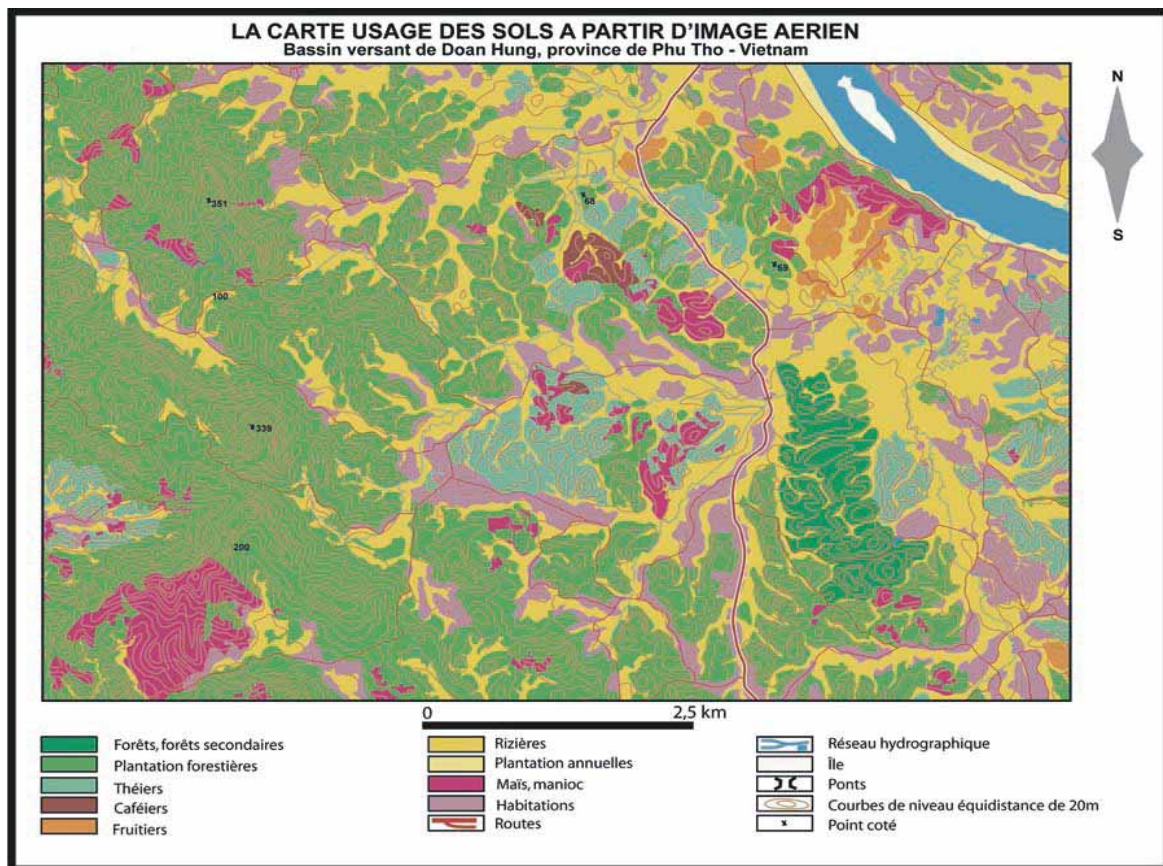 LA CARTE USAGE DES SOLS A PARTIR D'IMAGE AERIEN
Bassin versant de Doan Hung, province de Phu Tho - Vietnam
N
S
351
68
69
100
339
200
0 2,5 km
Forêts, forêts secondaires
Plantation forestières
Théiers
Caféiers
Fruitiers
Rizières
Plantation annuelles
Maïs, manioc
Habitations
Routes
Réseau hydrographique
Île
Ponts
Courbes de niveau équidistance de 20m
Point coté